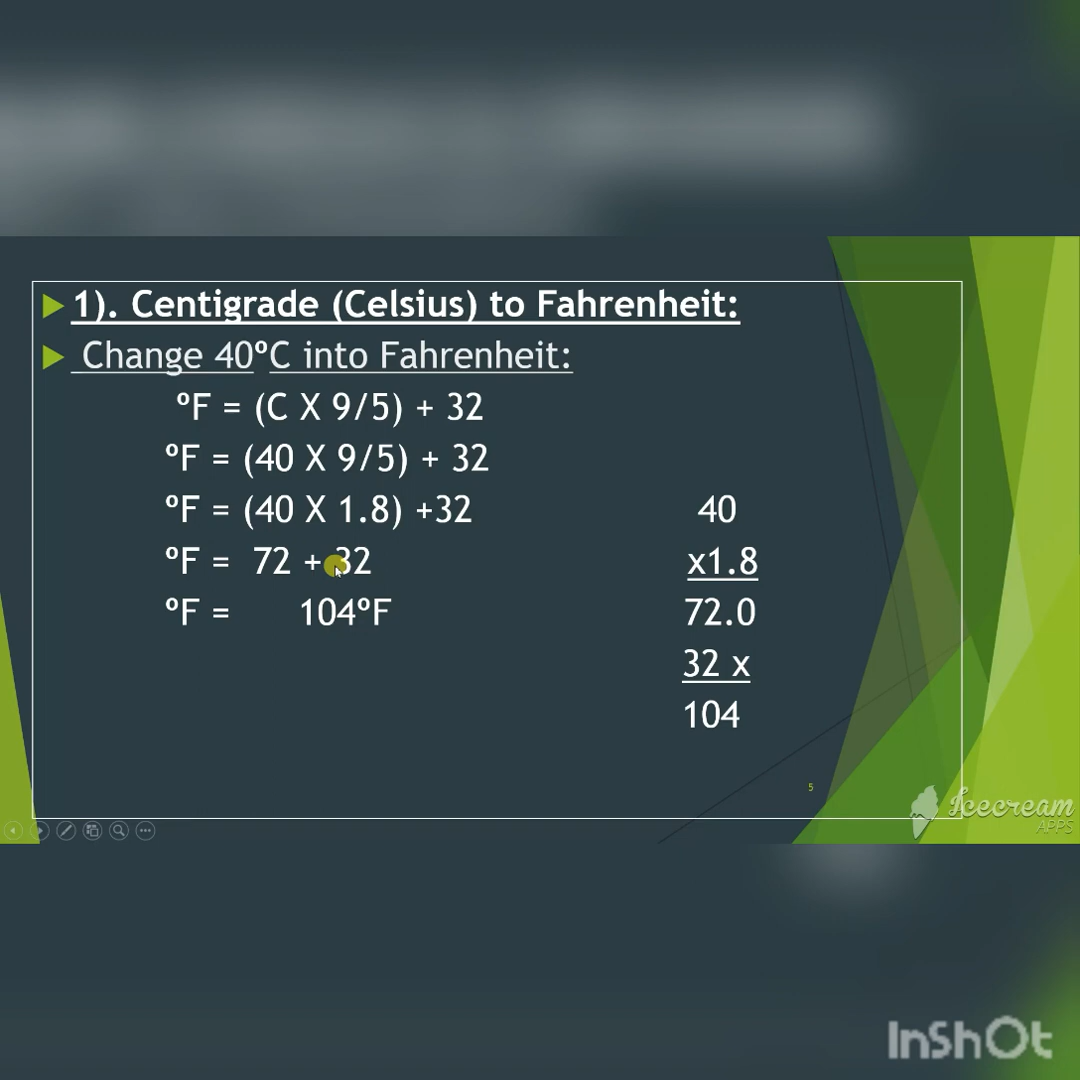 1). Centigrade (Celsius) to Fahrenheit:
Change 40ºC into Fahrenheit:
ºF = (C X 9/5) + 32
ºF = (40 X 9/5) + 32
ºF = (40 X 1.8) +32
ºF = 72 + 32
ºF = 104ºF
40
x1.8
72.0
32 x
104
5
Icecream
APPS
InShOt